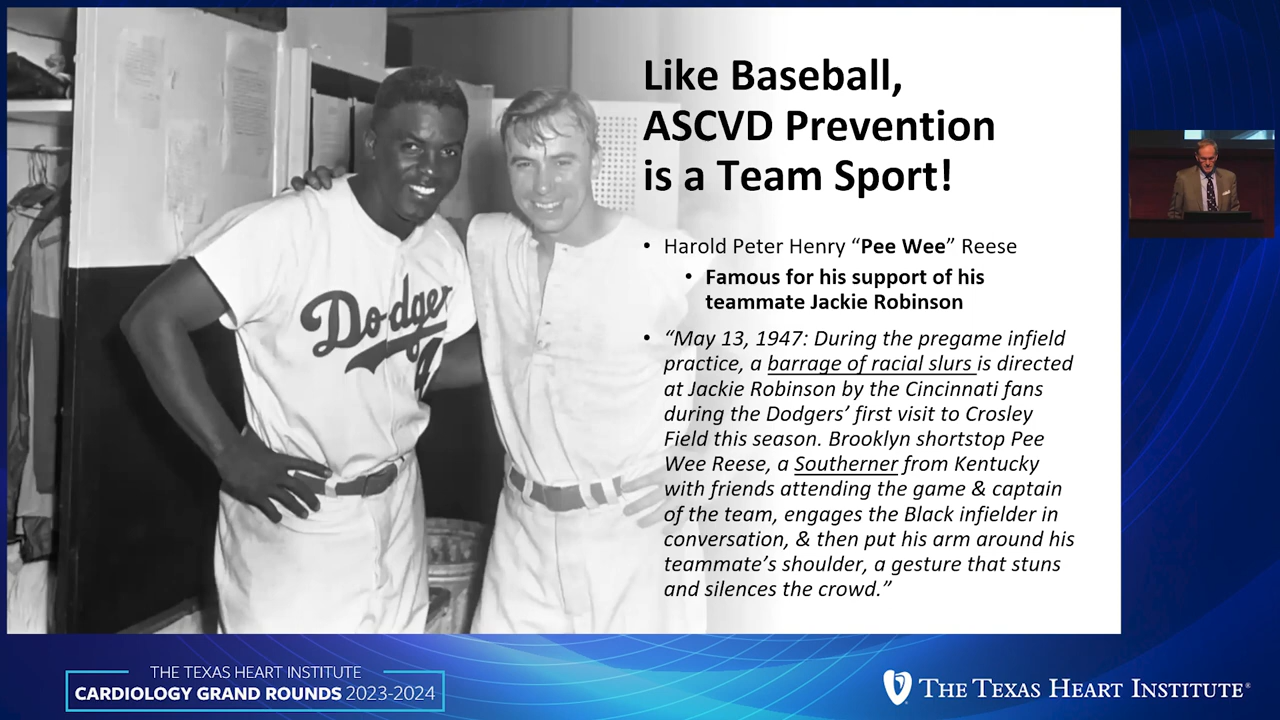 Like Baseball,
ASCVD Prevention
is a Team Sport!
• Harold Peter Henry “Pee Wee” Reese
• Famous for his support of his
teammate Jackie Robinson
• “May 13, 1947: During the pregame infield
practice, a barrage of racial slurs is directed
at Jackie Robinson by the Cincinnati fans
during the Dodgers’ first visit to Crosley
Field this season. Brooklyn shortstop Pee
Wee Reese, a Southerner from Kentucky
with friends attending the game & captain
of the team, engages the Black infielder in
conversation, & then put his arm around his
teammate’s shoulder, a gesture that stuns
and silences the crowd.”
Dodger
4
THE TEXAS HEART INSTITUTE
CARDIOLOGY GRAND ROUNDS 2023-2024
THE TEXAS HEART INSTITUTE®